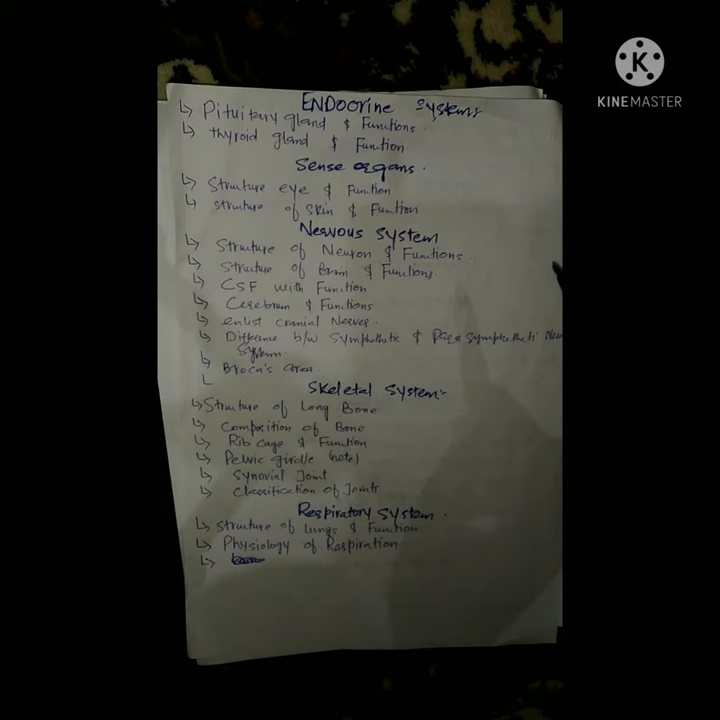 ENDocrine systems
↳ Pituitary gland & Functions.
↳ thyroid gland & Function
Sense organs.
↳ Structure eye & Function
↳ structure of skin & Function
Nervous system
↳ Structure of Neuron & Functions.
↳ Structure of Brain & Functions.
↳ CSF with Function
↳ Cerebrum & Functions
↳ enlist cranial Nerves.
↳ Difference b/w Symphethetic & Para symphethetic
System.
↳ Broca's area.
Skeletal System:-
↳ Structure of Long Bone
↳ Composition of Bone
↳ Rib cage & Function
↳ Pelvic girdle (note)
↳ Synovial Joint
↳ classification of Joints
Respiratory system.
↳ structure of Lungs & Function
↳ Physiology of Respiration
K
KINEMASTER